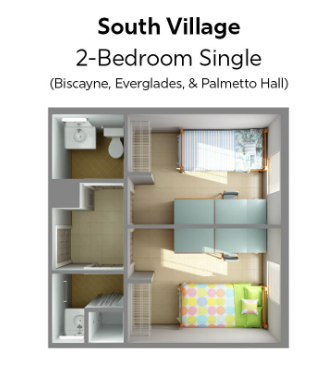 South Village
2-Bedroom Single
(Biscayne, Everglades, & Palmetto Hall)